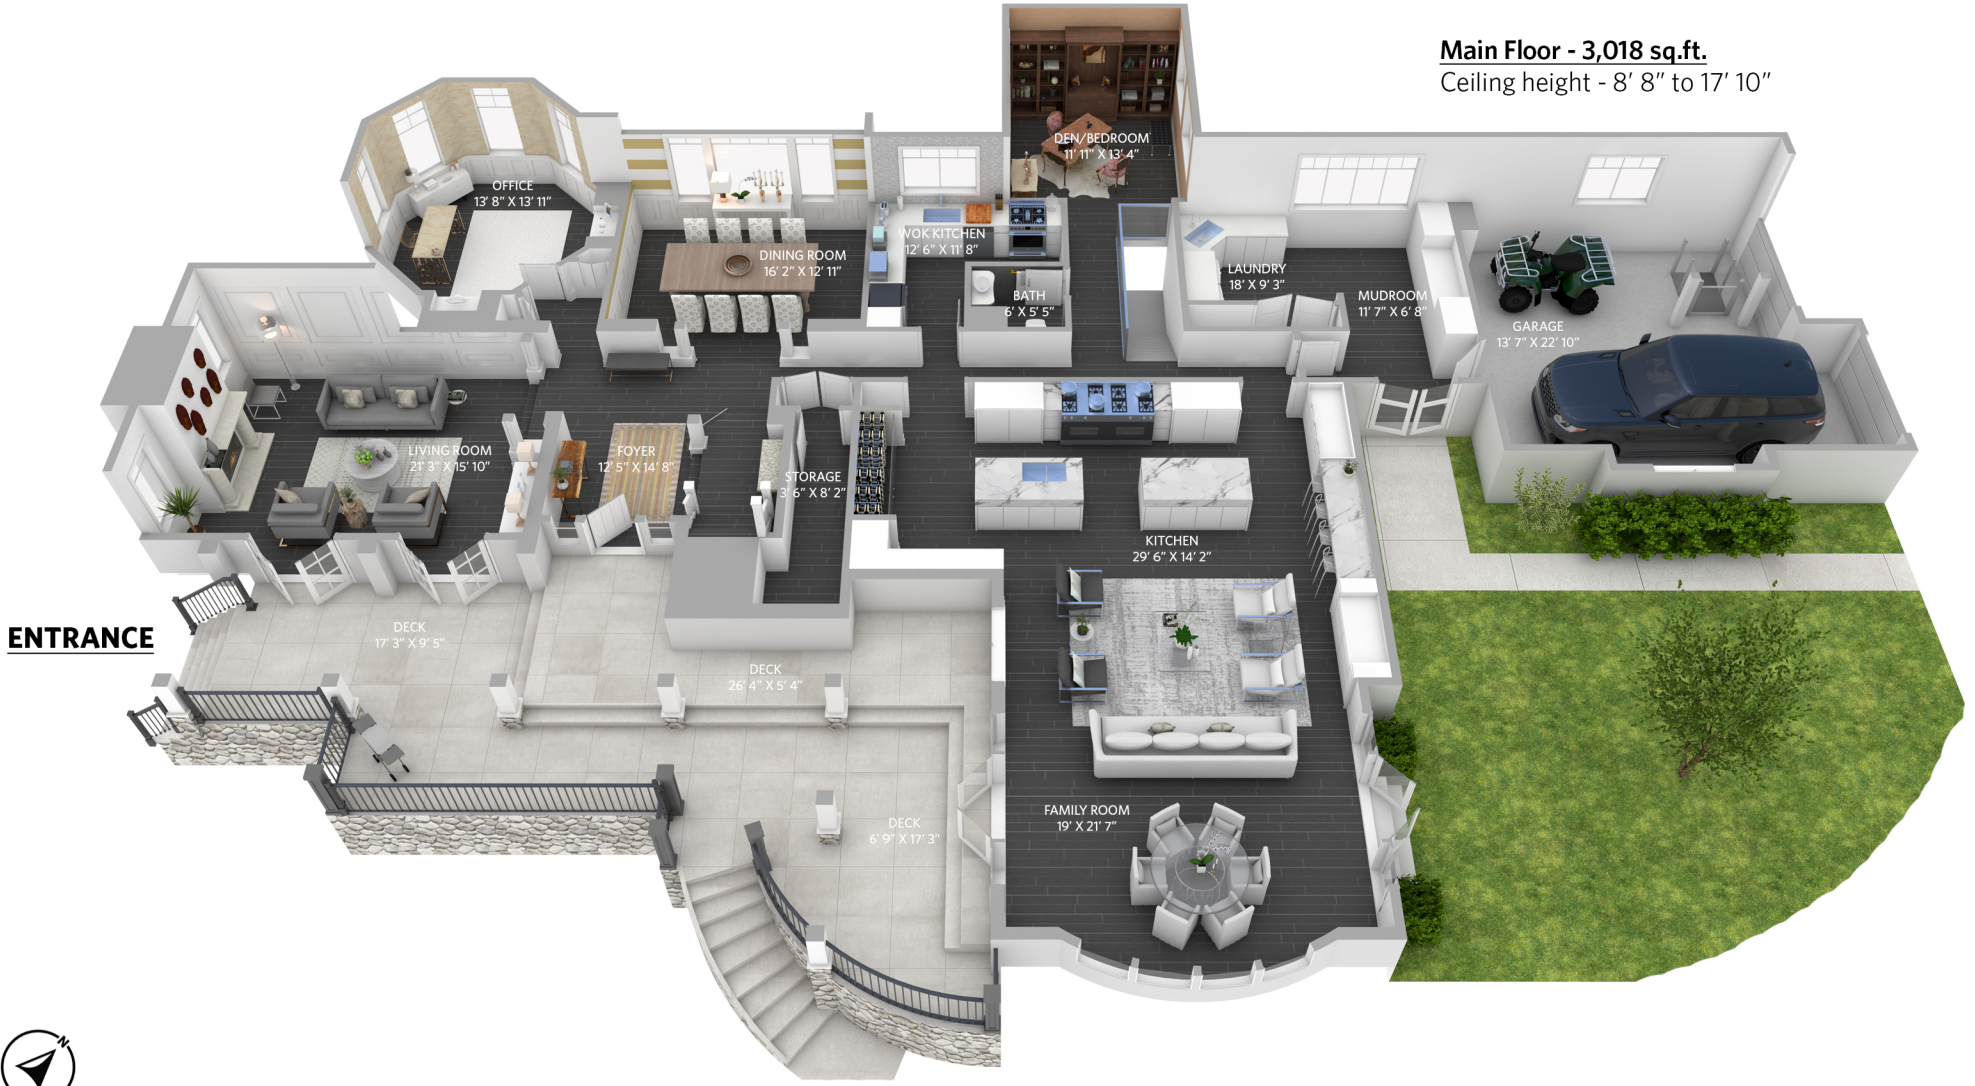 Main Floor - 3,018 sq.ft.
Ceiling height - 8’ 8” to 17’ 10”
DEN/BEDROOM
11’ 11” X 13’ 4”
OFFICE
13’ 8” X 13’ 11”
WOK KITCHEN
12’ 6” X 11’ 8”
DINING ROOM
16’ 2” X 12’ 11”
LAUNDRY
18’ X 9’ 3”
BATH
6’ X 5’ 5”
MUDROOM
11’ 7” X 6’ 8”
GARAGE
13’ 7” X 22’ 10”
LIVING ROOM
21’ 3” X 15’ 10”
FOYER
12’ 5” X 14’ 8”
STORAGE
3’ 6” X 8’ 2”
KITCHEN
29’ 6” X 14’ 2”
ENTRANCE
DECK
17’ 3” X 9’ 5”
DECK
26’ 4” X 5’ 4”
FAMILY ROOM
19’ X 21’ 7”
DECK
6’ 9” X 17’ 3”
N